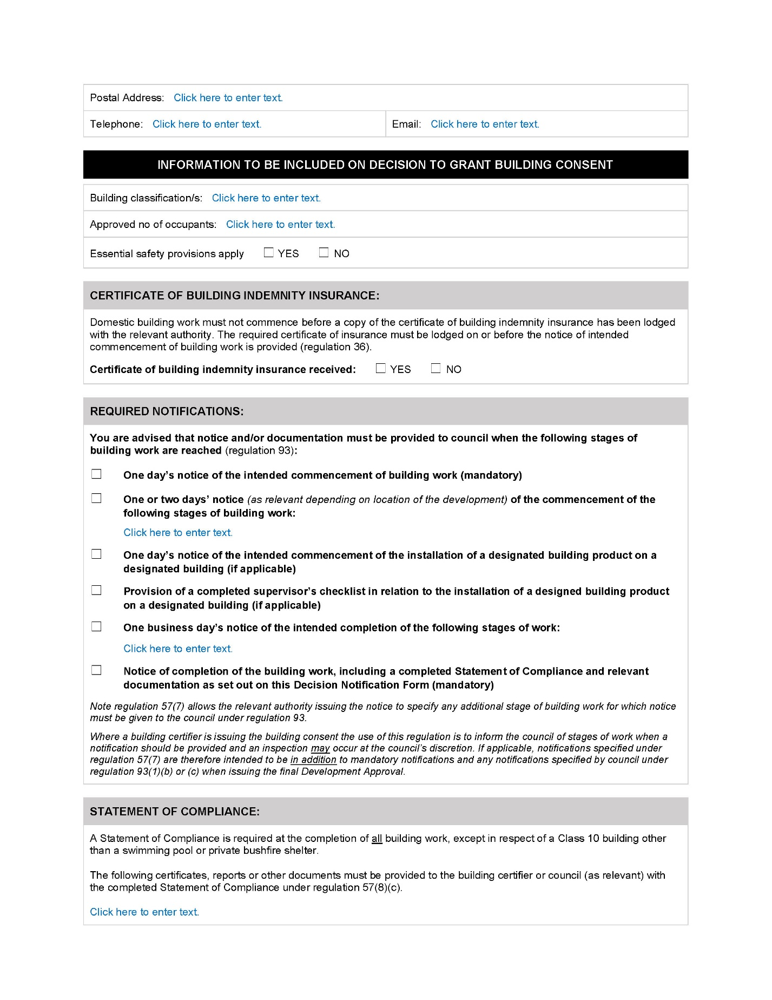 Postal Address: Click here to enter text.
Telephone: Click here to enter text. Email: Click here to enter text.
INFORMATION TO BE INCLUDED ON DECISION TO GRANT BUILDING CONSENT
Building classification/s: Click here to enter text.
Approved no of occupants: Click here to enter text.
Essential safety provisions apply ☐ YES ☐ NO
CERTIFICATE OF BUILDING INDEMNITY INSURANCE:
Domestic building work must not commence before a copy of the certificate of building indemnity insurance has been lodged
with the relevant authority. The required certificate of insurance must be lodged on or before the notice of intended
commencement of building work is provided (regulation 36).
Certificate of building indemnity insurance received: ☐ YES ☐ NO
REQUIRED NOTIFICATIONS:
You are advised that notice and/or documentation must be provided to council when the following stages of
building work are reached (regulation 93):
☐ One day’s notice of the intended commencement of building work (mandatory)
☐ One or two days’ notice (as relevant depending on location of the development) of the commencement of the
following stages of building work:
Click here to enter text.
☐ One day’s notice of the intended commencement of the installation of a designated building product on a
designated building (if applicable)
☐ Provision of a completed supervisor’s checklist in relation to the installation of a designed building product
on a designated building (if applicable)
☐ One business day’s notice of the intended completion of the following stages of work:
Click here to enter text.
☐ Notice of completion of the building work, including a completed Statement of Compliance and relevant
documentation as set out on this Decision Notification Form (mandatory)
Note regulation 57(7) allows the relevant authority issuing the notice to specify any additional stage of building work for which notice
must be given to the council under regulation 93.
Where a building certifier is issuing the building consent the use of this regulation is to inform the council of stages of work when a
notification should be provided and an inspection may occur at the council’s discretion. If applicable, notifications specified under
regulation 57(7) are therefore intended to be in addition to mandatory notifications and any notifications specified by council under
regulation 93(1)(b) or (c) when issuing the final Development Approval.
STATEMENT OF COMPLIANCE:
A Statement of Compliance is required at the completion of all building work, except in respect of a Class 10 building other
than a swimming pool or private bushfire shelter.
The following certificates, reports or other documents must be provided to the building certifier or council (as relevant) with
the completed Statement of Compliance under regulation 57(8)(c).
Click here to enter text.